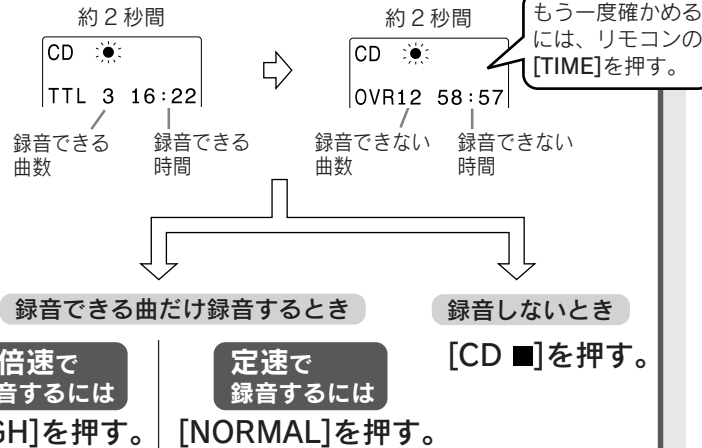 約２秒間
約２秒間
もう一度確かめる
には、リモコンの
[TIME]を押す。
CD
TTL 3 16:22
CD
OVR12 58:57
録音できる
曲数
録音できる
時間
録音できない
曲数
録音できない
時間
録音できる曲だけ録音するとき
録音しないとき
倍速で
音するには
定速で
録音するには
[CD ■]を押す。
GH]を押す。
[NORMAL]を押す。